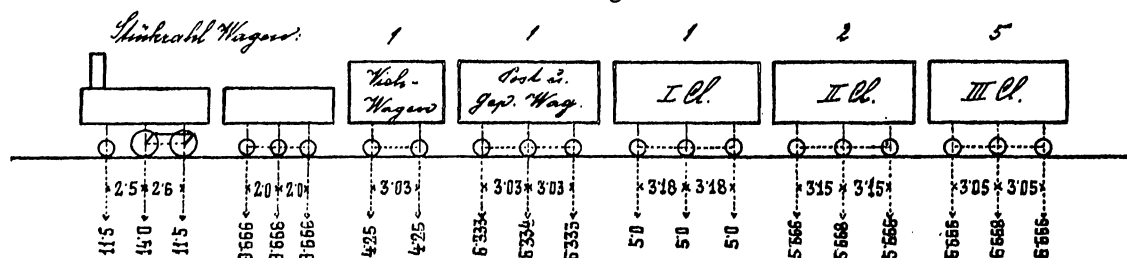 Stückzahl Wagen: 1 1 1 2 5
Vieh- Post u. I Cl. II Cl. III Cl.
Wagen Gep. Wag.
2·5 2·6 2·0 2·0 3·03 3·03 3·03 3·18 3·18 3·15 3·15 3·05 3·05
11·5 14·0 11·5 9·666 9·666 9·666 4·25 4·25 6·333 6·334 6·333 5·0 5·0 5·0 5·666 5·668 5·666 6·666 6·668 6·666